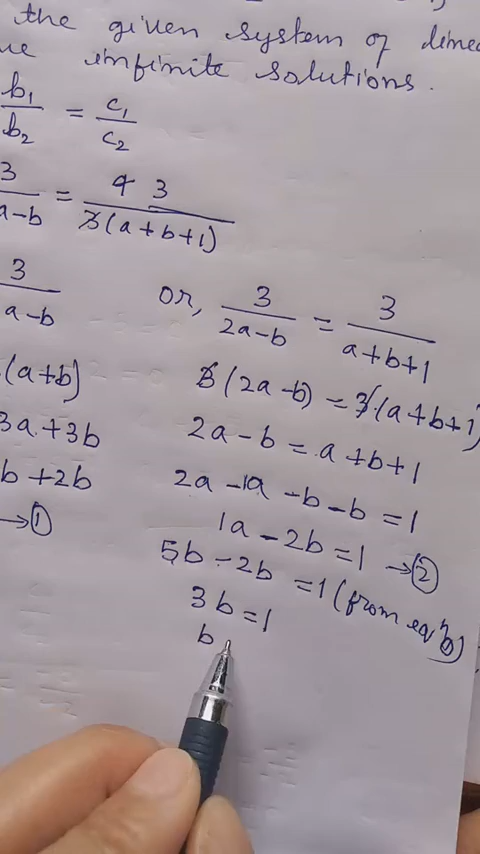 the given system of linea
ue infinite solutions.
b₁/b₂ = c₁/c₂
3/a-b = 9 3/3(a+b+1)
3/a-b or, 3/2a-b = 3/a+b+1
(a+b) 3(2a-b) = 3(a+b+1)
3a+3b 2a-b = a+b+1
b+2b 2a-1a-b-b = 1
→① 1a-2b=1 →②
5b-2b =1 (from eqⁿ①)
3b=1
b